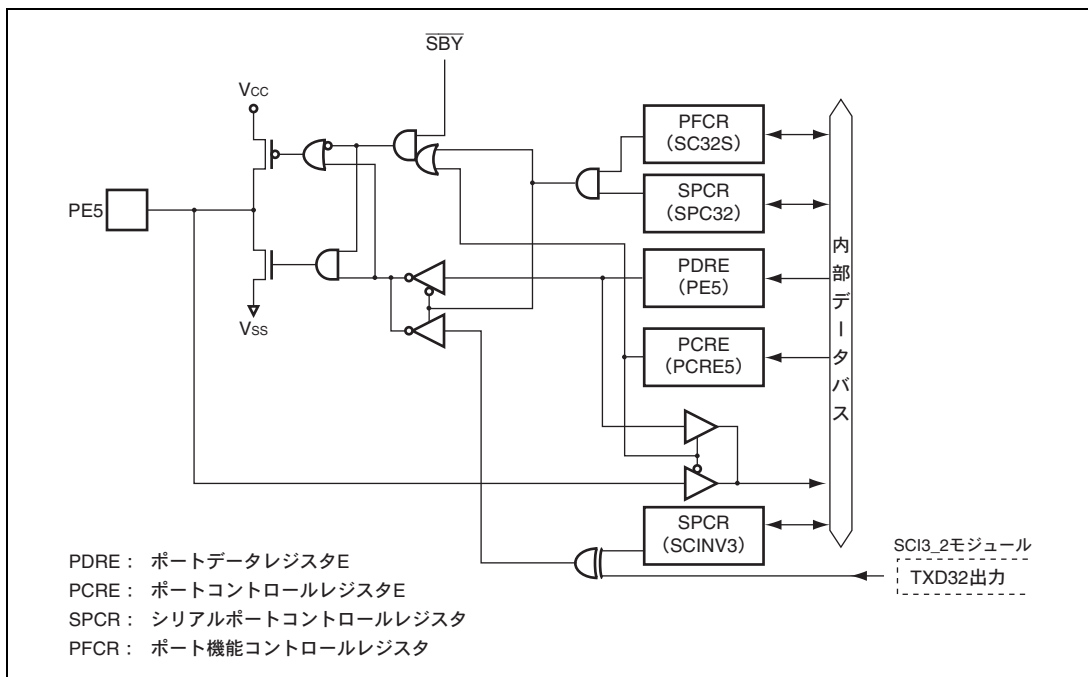 SBY
VCC
PE5
VSS
PFCR
（SC32S）
SPCR
（SPC32）
PDRE
（PE5）
PCRE
（PCRE5）
SPCR
（SCINV3）
内部データバス
SCI3_2モジュール
TXD32出力
PDRE： ポートデータレジスタE
PCRE： ポートコントロールレジスタE
SPCR： シリアルポートコントロールレジスタ
PFCR： ポート機能コントロールレジスタ